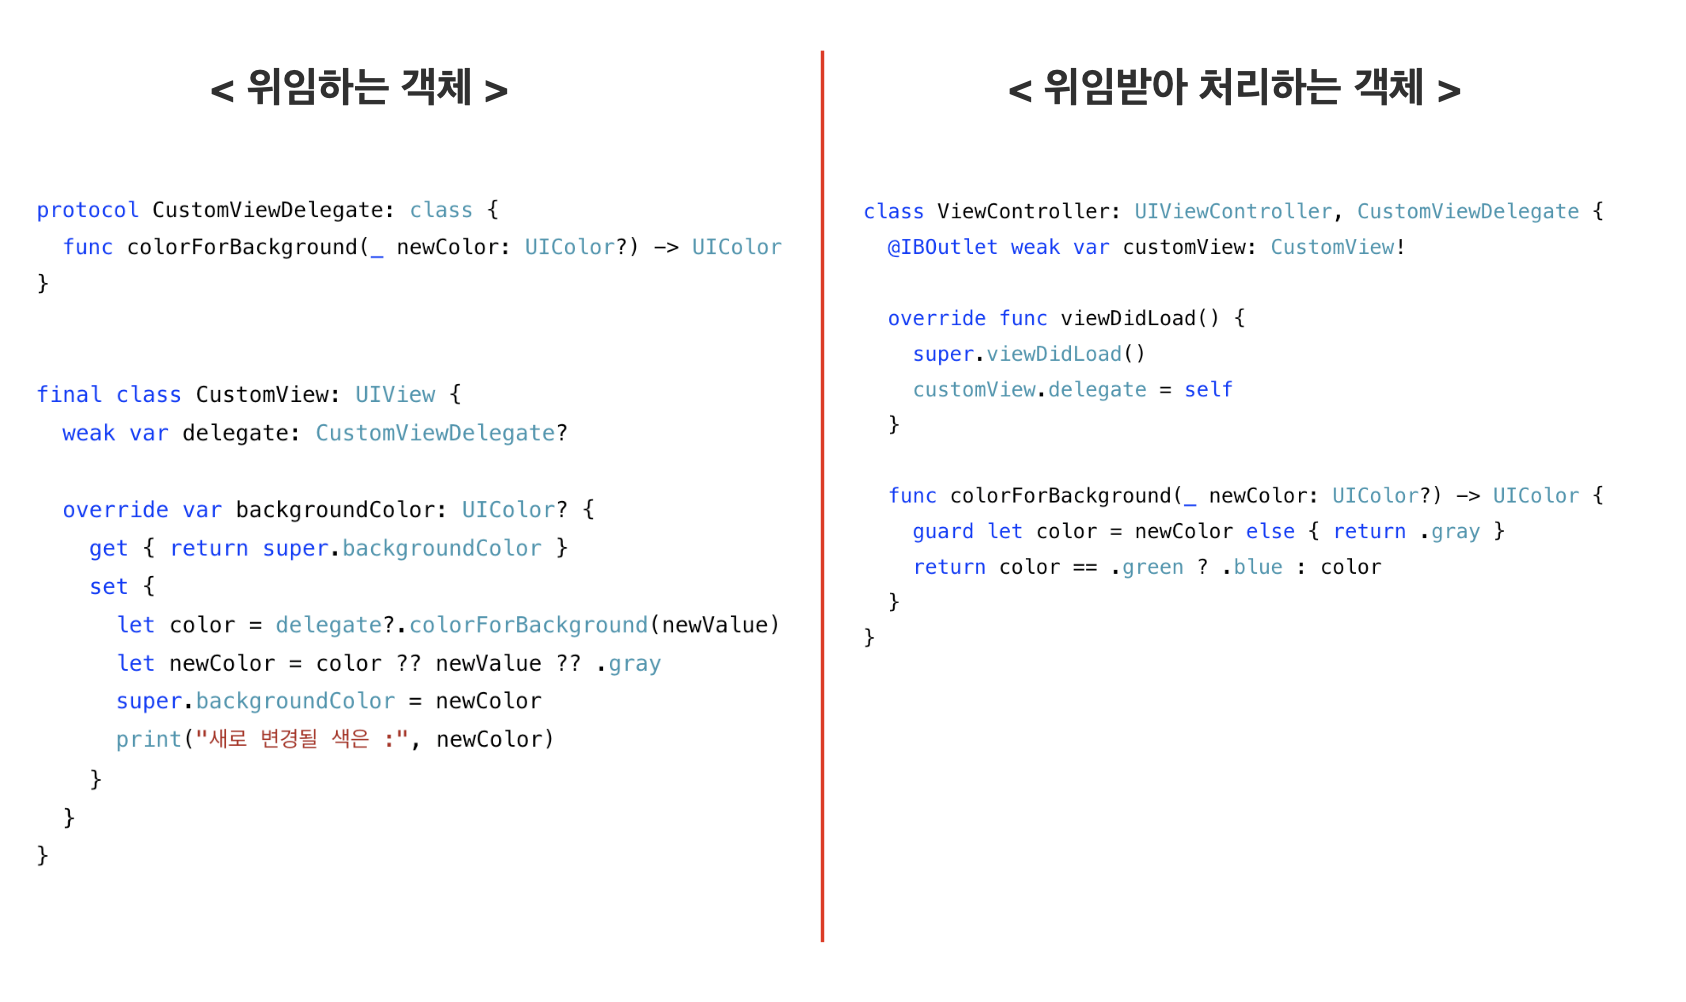 < 위임하는 객체 >
protocol CustomViewDelegate: class {
  func colorForBackground(_ newColor: UIColor?) -> UIColor
}
final class CustomView: UIView {
  weak var delegate: CustomViewDelegate?
  override var backgroundColor: UIColor? {
    get { return super.backgroundColor }
    set {
      let color = delegate?.colorForBackground(newValue)
      let newColor = color ?? newValue ?? .gray
      super.backgroundColor = newColor
      print("새로 변경될 색은 :", newColor)
    }
  }
}
< 위임받아 처리하는 객체 >
class ViewController: UIViewController, CustomViewDelegate {
  @IBOutlet weak var customView: CustomView!
  override func viewDidLoad() {
    super.viewDidLoad()
    customView.delegate = self
  }
  func colorForBackground(_ newColor: UIColor?) -> UIColor {
    guard let color = newColor else { return .gray }
    return color == .green ? .blue : color
  }
}